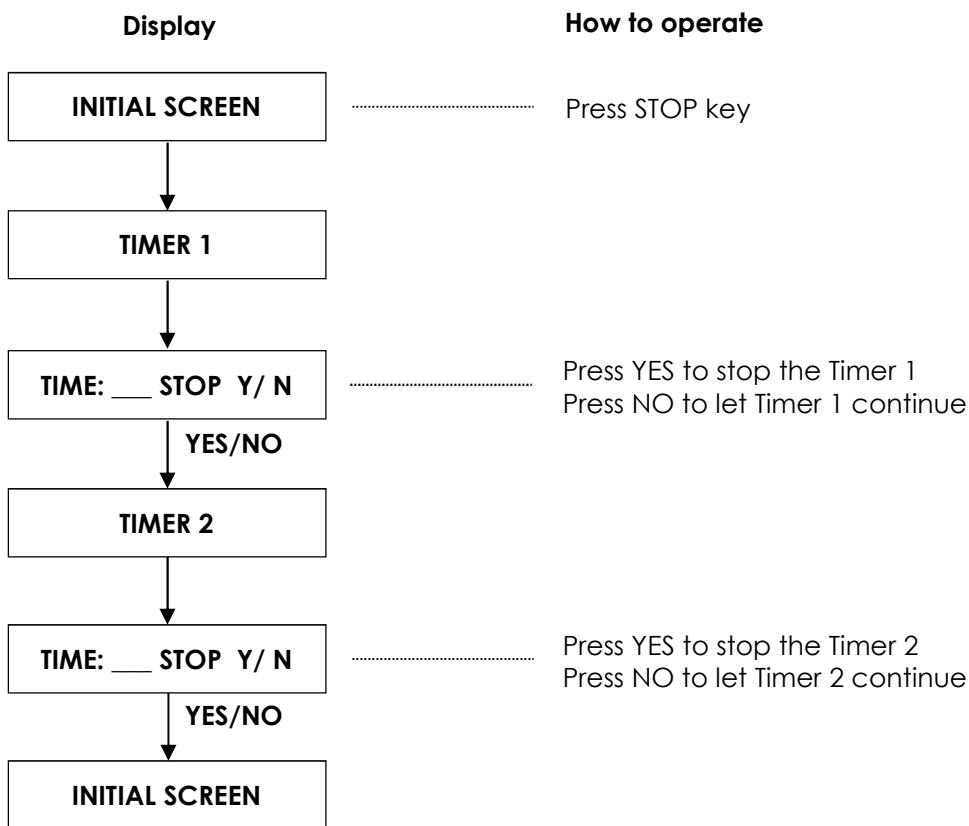 Display
How to operate
INITIAL SCREEN
Press STOP key
TIMER 1
TIME: ___ STOP Y/ N
Press YES to stop the Timer 1
Press NO to let Timer 1 continue
YES/NO
TIMER 2
TIME: ___ STOP Y/ N
Press YES to stop the Timer 2
Press NO to let Timer 2 continue
YES/NO
INITIAL SCREEN